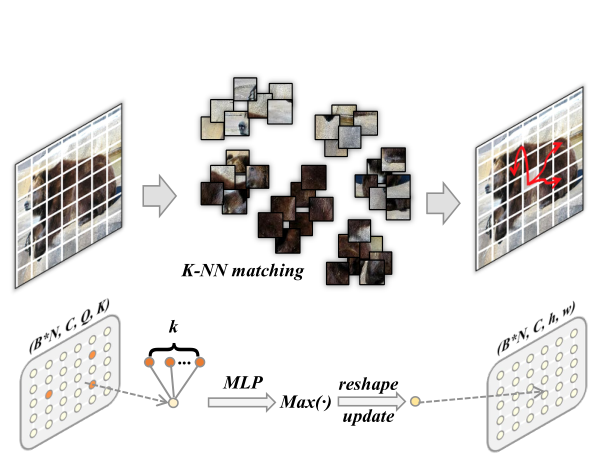 K-NN matching
(B*N, C, Q, K)
k
MLP
Max(·)
reshape
update
(B*N, C, h, w)